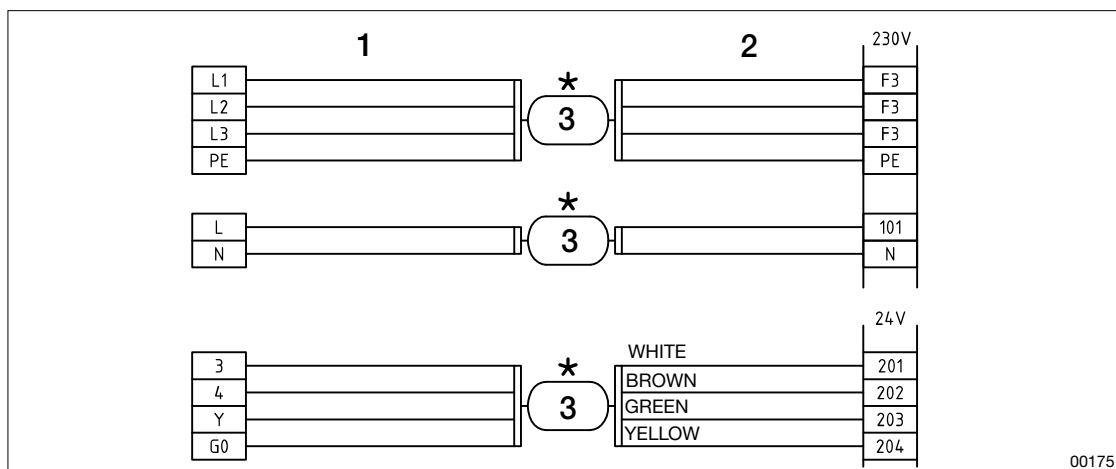 1 2 230V
L1 * F3
L2 3 F3
L3 F3
PE PE
L * 101
N 3 N
24V
3 * WHITE 201
4 3 BROWN 202
Y GREEN 203
G0 YELLOW 204
00175